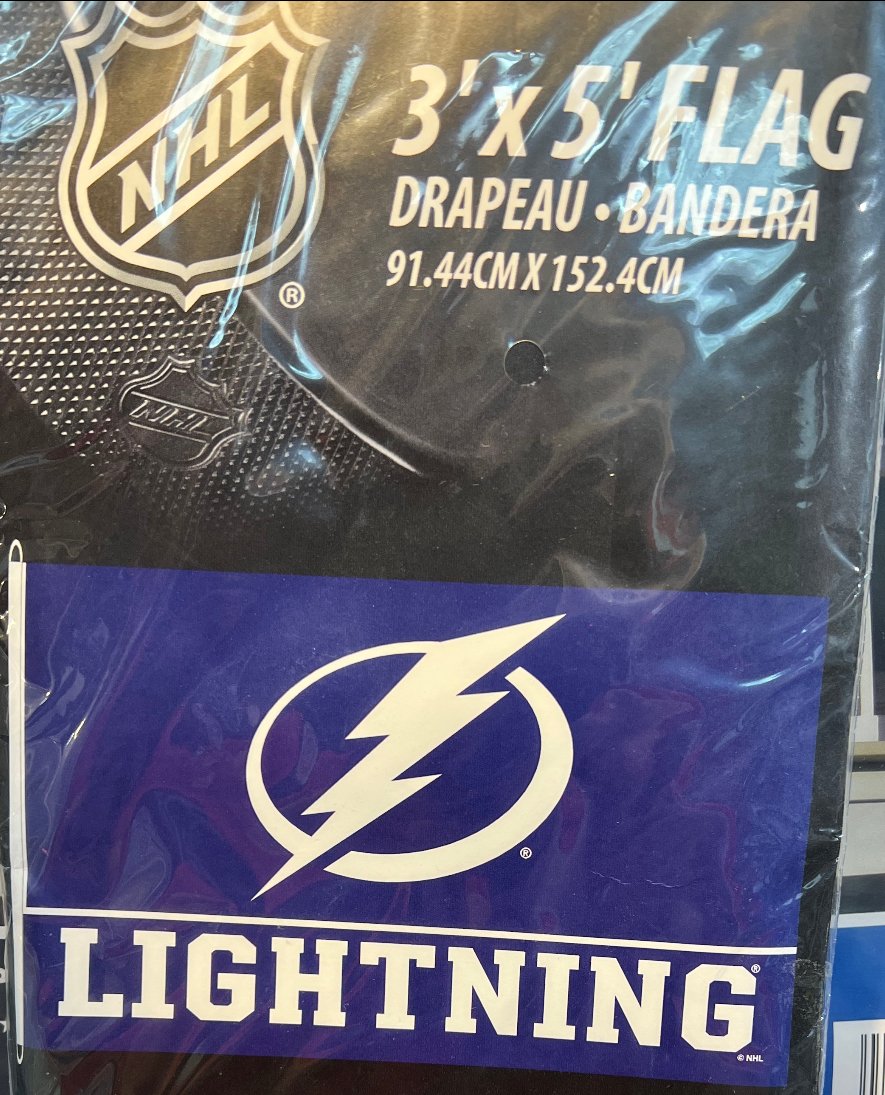 NHL
®
3' x 5' FLAG
DRAPEAU • BANDERA
91.44CM X 152.4CM
NHL
®
LIGHTNING®
© NHL